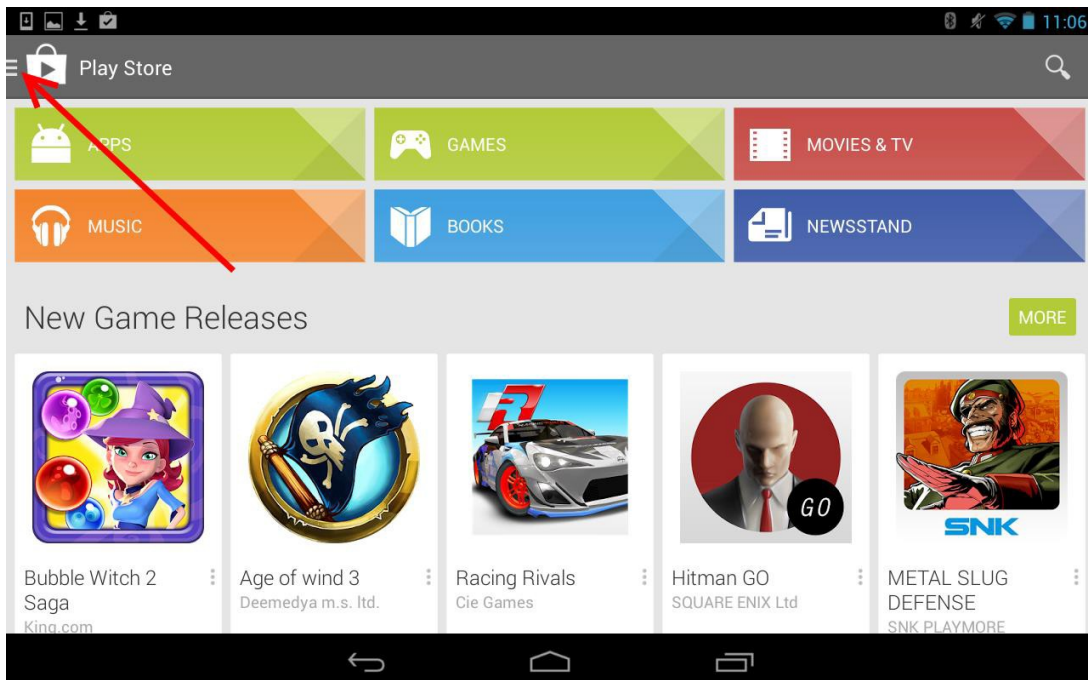 11:06
Play Store
APPS
GAMES
MOVIES & TV
MUSIC
BOOKS
NEWSSTAND
New Game Releases
MORE
GO
SNK
Bubble Witch 2
Saga
King.com
Age of wind 3
Deemedya m.s. ltd.
Racing Rivals
Cie Games
Hitman GO
SQUARE ENIX Ltd
METAL SLUG
DEFENSE
SNK PLAYMORE